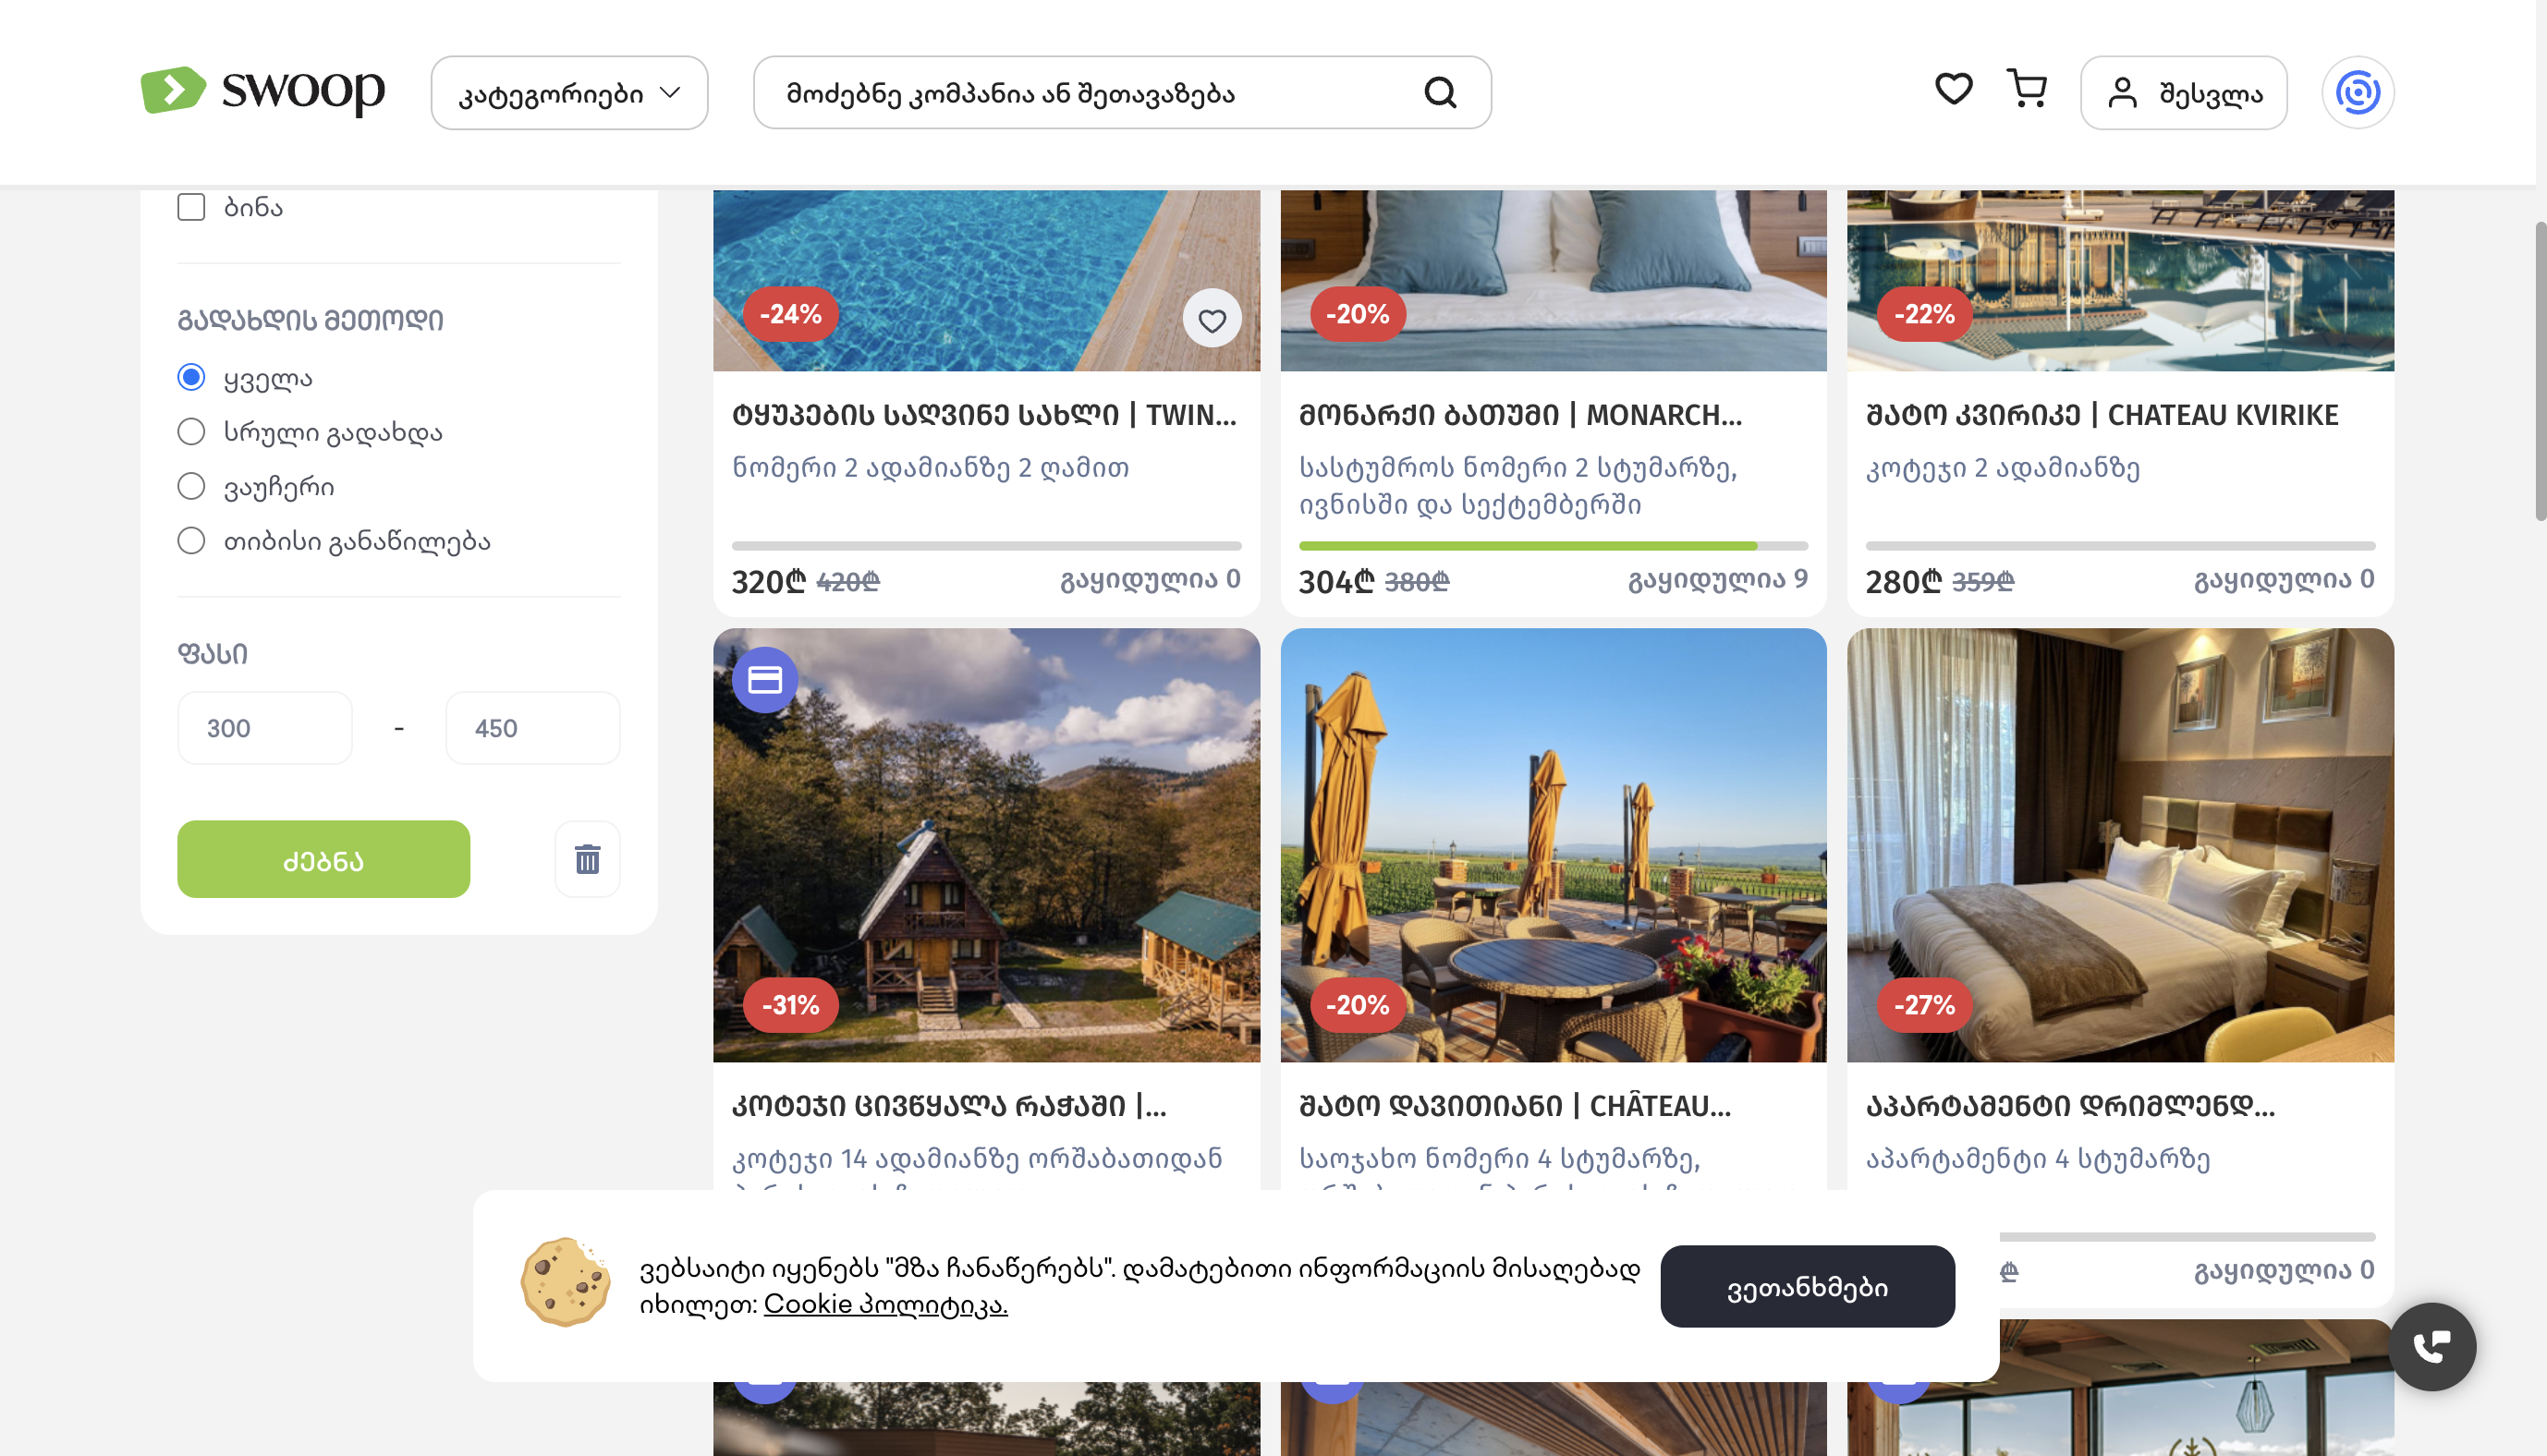 swoop
კატეგორიები
მოძებნე კომპანია ან შეთავაზება
შესვლა
ბინა
გადახდის მეთოდი
ყველა
სრული გადახდა
ვაუჩერი
თიბისი განაწილება
ფასი
300 - 450
ძებნა
-24%
ტყუპების საღვინე სახლი | TWIN...
ნომერი 2 ადამიანზე 2 ღამით
320₾ 420₾ გაყიდულია 0
-20%
მონარქი ბათუმი | MONARCH...
სასტუმროს ნომერი 2 სტუმარზე,
ივნისში და სექტემბერში
304₾ 380₾ გაყიდულია 9
-22%
შატო კვირიკე | CHATEAU KVIRIKE
კოტეჯი 2 ადამიანზე
280₾ 359₾ გაყიდულია 0
-31%
კოტეჯი ცივწყალა რაჭაში |...
კოტეჯი 14 ადამიანზე ორშაბათიდან
-20%
შატო დავითიანი | CHÂTEAU...
საოჯახო ნომერი 4 სტუმარზე,
-27%
აპარტამენტი დრიმლენდ...
აპარტამენტი 4 სტუმარზე
₾ გაყიდულია 0
ვებსაიტი იყენებს "მზა ჩანაწერებს". დამატებითი ინფორმაციის მისაღებად
იხილეთ: Cookie პოლიტიკა.
ვეთანხმები